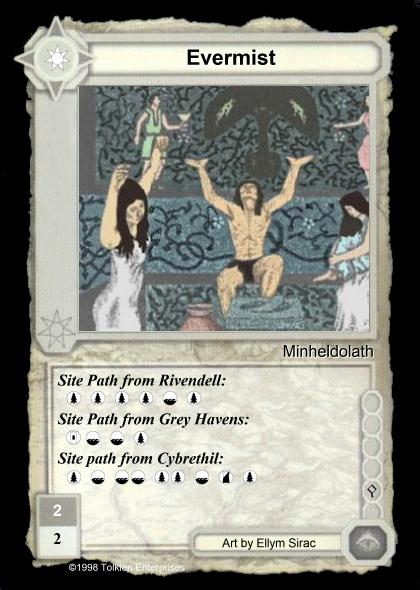 Evermist
Minheldolath
Site Path from Rivendell:
Site Path from Grey Havens:
Site path from Cybrethil:
2
2
Art by Ellym Sirac
©1998 Tolkien Enterprises